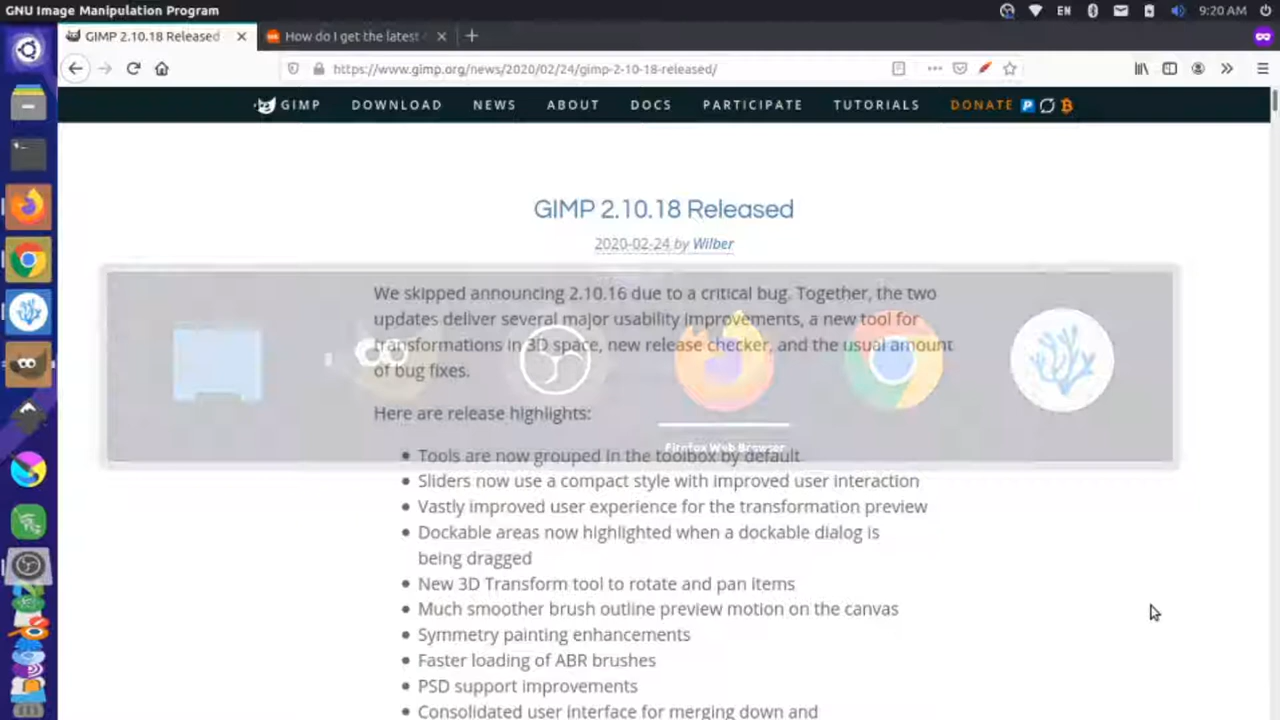 GNU Image Manipulation Program
EN
9:20 AM
GIMP 2.10.18 Released
How do I get the latest
https://www.gimp.org/news/2020/02/24/gimp-2-10-18-released/
GIMP DOWNLOAD NEWS ABOUT DOCS PARTICIPATE TUTORIALS DONATE
GIMP 2.10.18 Released
2020-02-24 by Wilber
We skipped announcing 2.10.16 due to a critical bug. Together, the two
updates deliver several major usability improvements, a new tool for
transformations in 3D space, new release checker, and the usual amount
of bug fixes.
Here are release highlights:
Firefox Web Browser
• Tools are now grouped in the toolbox by default
• Sliders now use a compact style with improved user interaction
• Vastly improved user experience for the transformation preview
• Dockable areas now highlighted when a dockable dialog is
being dragged
• New 3D Transform tool to rotate and pan items
• Much smoother brush outline preview motion on the canvas
• Symmetry painting enhancements
• Faster loading of ABR brushes
• PSD support improvements
• Consolidated user interface for merging down and